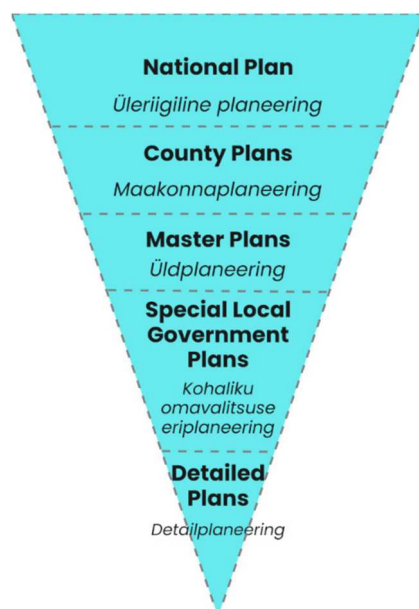 National Plan
Üleriigiline planeering
County Plans
Maakonnaplaneering
Master Plans
Üldplaneering
Special Local
Government
Plans
Kohaliku
omavalitsuse
eriplaneering
Detailed
Plans
Detailplaneering